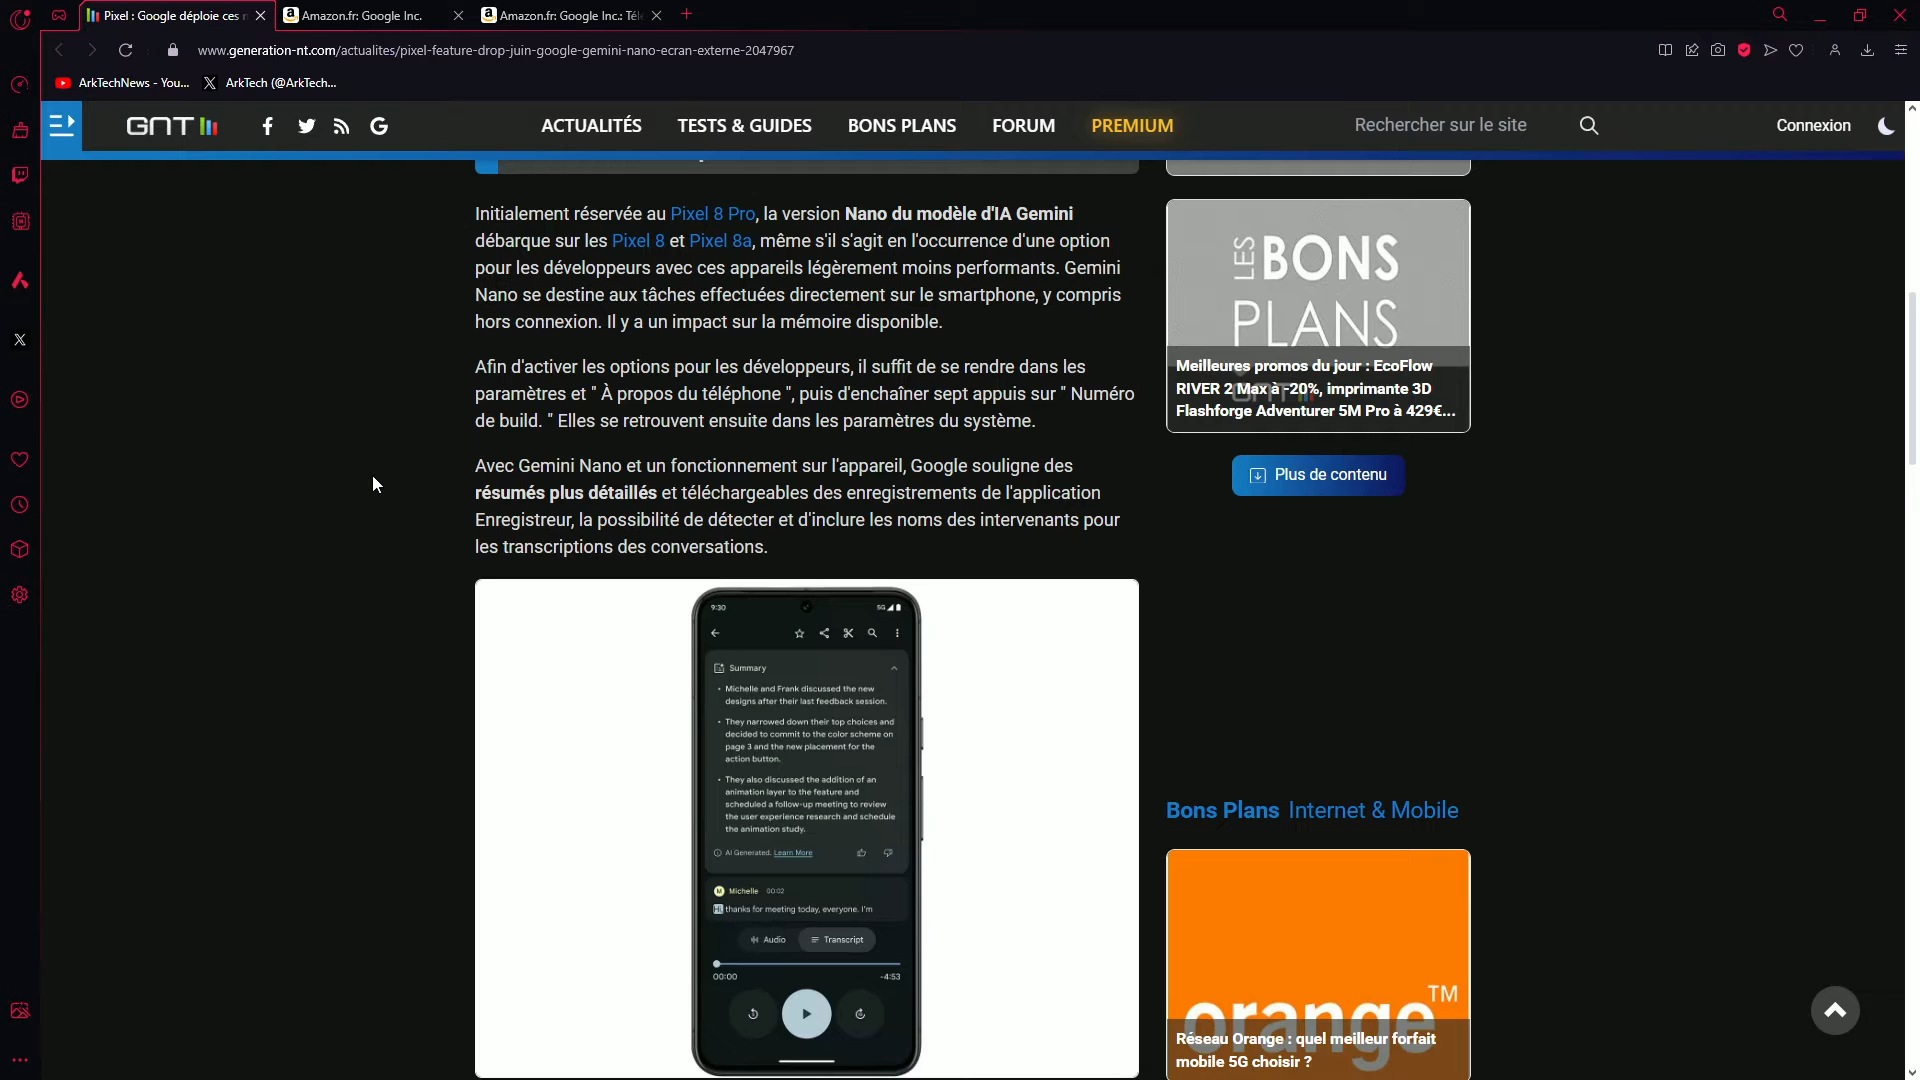 Pixel : Google déploie ces n
Amazon.fr: Google Inc.
Amazon.fr: Google Inc.: Tél
www.generation-nt.com/actualites/pixel-feature-drop-juin-google-gemini-nano-ecran-externe-2047967
ArkTechNews - You...
ArkTech (@ArkTech...
GNT
ACTUALITÉS
TESTS & GUIDES
BONS PLANS
FORUM
PREMIUM
Rechercher sur le site
Connexion
Initialement réservée au Pixel 8 Pro, la version Nano du modèle d'IA Gemini
débarque sur les Pixel 8 et Pixel 8a, même s'il s'agit en l'occurrence d'une option
pour les développeurs avec ces appareils légèrement moins performants. Gemini
Nano se destine aux tâches effectuées directement sur le smartphone, y compris
hors connexion. Il y a un impact sur la mémoire disponible.
Afin d'activer les options pour les développeurs, il suffit de se rendre dans les
paramètres et " À propos du téléphone ", puis d'enchaîner sept appuis sur " Numéro
de build. " Elles se retrouvent ensuite dans les paramètres du système.
Avec Gemini Nano et un fonctionnement sur l'appareil, Google souligne des
résumés plus détaillés et téléchargeables des enregistrements de l'application
Enregistreur, la possibilité de détecter et d'inclure les noms des intervenants pour
les transcriptions des conversations.
9:30
5G
Summary
• Michelle and Frank discussed the new
designs after their last feedback session.
• They narrowed down their top choices and
decided to commit to the color scheme on
page 3 and the new placement for the
action button.
• They also discussed the addition of an
animation layer to the feature and
scheduled a follow-up meeting to review
the user experience research and schedule
the animation study.
AI Generated. Learn More
M Michelle 00:02
Hi, thanks for meeting today, everyone. I'm
Audio
Transcript
00:00
-4:53
LES BONS
PLANS
GNT
Meilleures promos du jour : EcoFlow
RIVER 2 Max à -20%, imprimante 3D
Flashforge Adventurer 5M Pro à 429€...
Plus de contenu
Bons Plans Internet & Mobile
orange TM
Réseau Orange : quel meilleur forfait
mobile 5G choisir ?